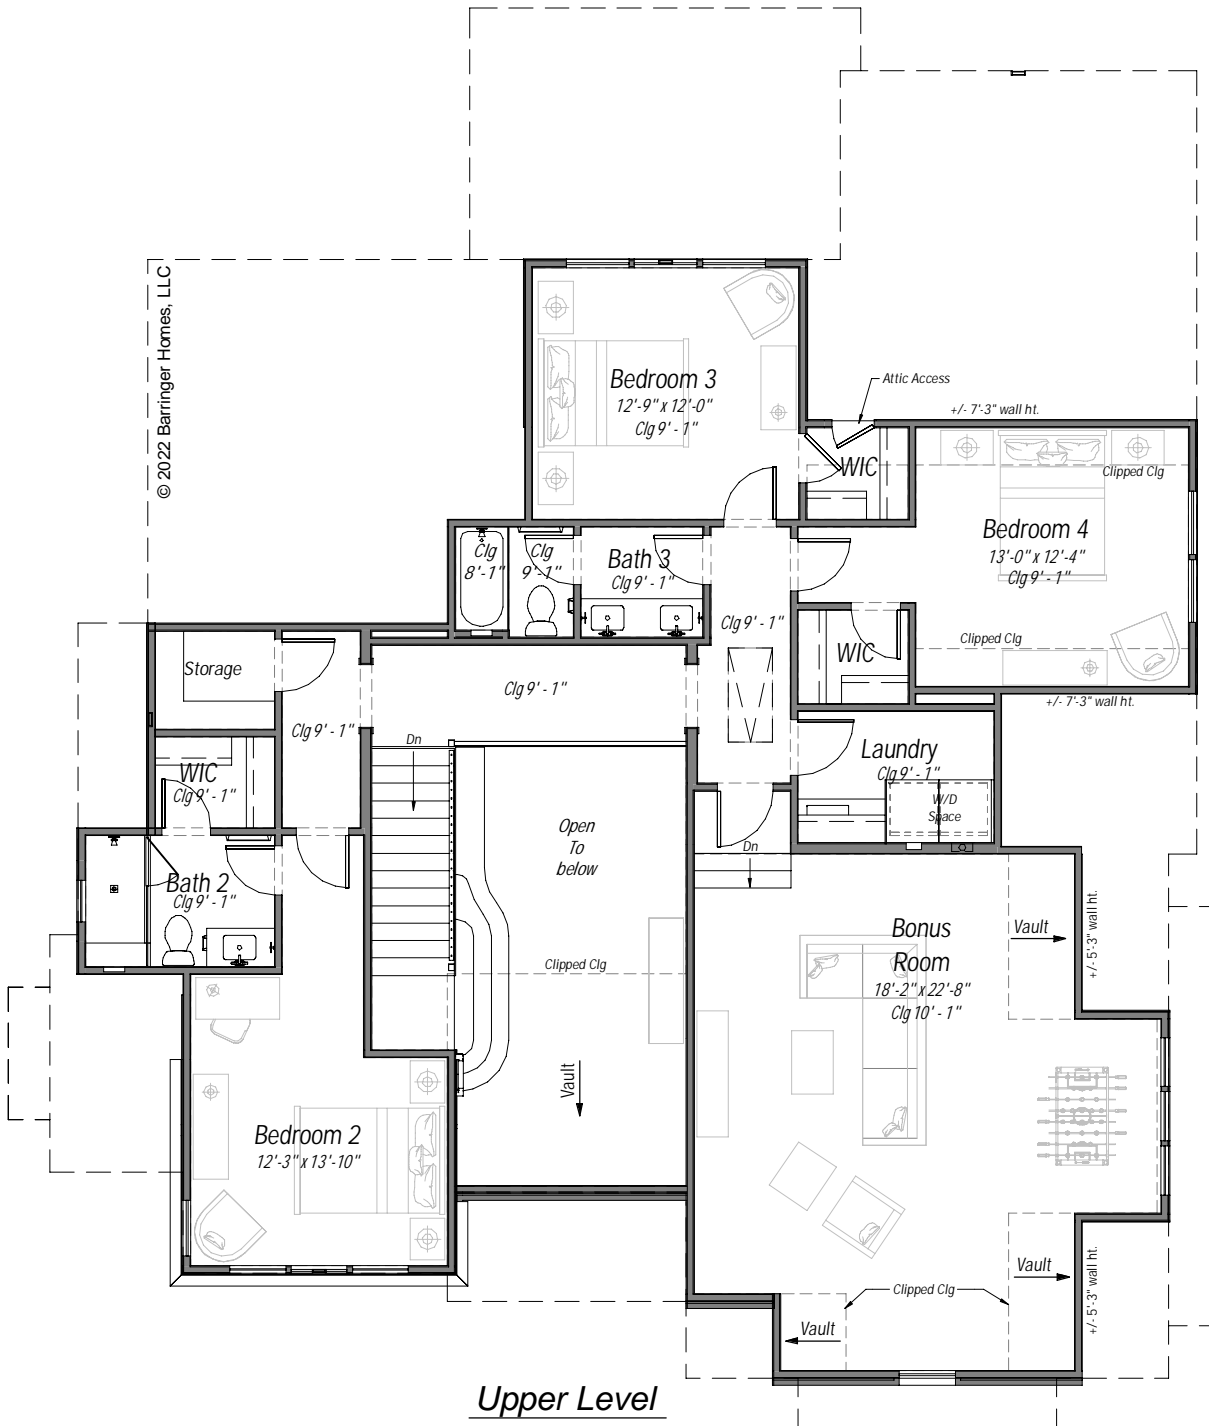 © 2022 Barringer Homes, LLC
Bedroom 3
12'-9" x 12'-0"
Clg 9' - 1"
Attic Access
+/- 7'-3" wall ht.
WIC
Clipped Clg
Bedroom 4
13'-0" x 12'-4"
Clg 9' - 1"
Clipped Clg
+/- 7'-3" wall ht.
Clg
8'-1"
Clg
9'-1"
Bath 3
Clg 9' - 1"
Clg 9' - 1"
WIC
Storage
Clg 9' - 1"
Clg 9' - 1"
Dn
Laundry
Clg 9' - 1"
W/D
Space
WIC
Clg 9' - 1"
Open
To
below
Dn
Bath 2
Clg 9' - 1"
Clipped Clg
Vault
Bonus
Room
18'-2" x 22'-8"
Clg 10' - 1"
Vault
+/- 5'-3" wall ht.
Bedroom 2
12'-3" x 13'-10"
Vault
+/- 5'-3" wall ht.
Clipped Clg
Vault
Upper Level